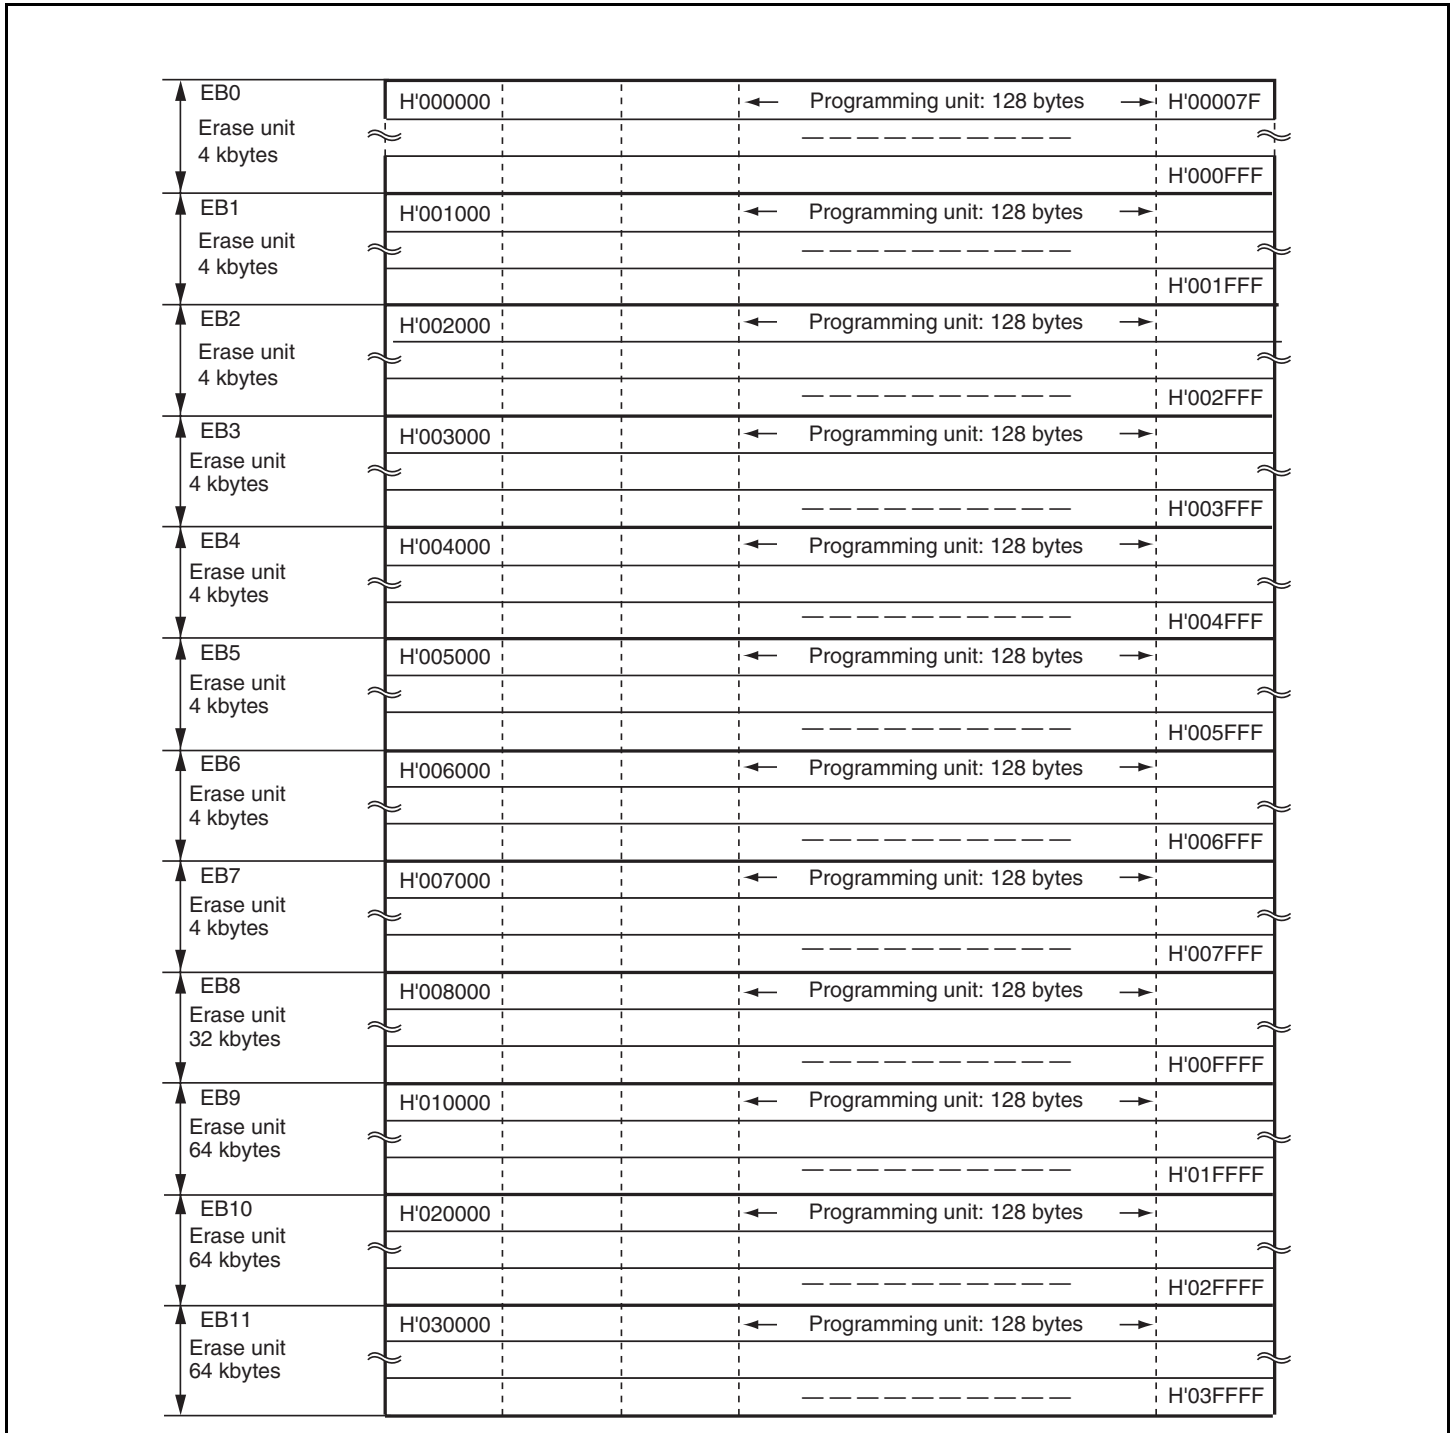 EB0
Erase unit
4 kbytes
H'000000 Programming unit: 128 bytes H'00007F
H'000FFF
EB1
Erase unit
4 kbytes
H'001000 Programming unit: 128 bytes
H'001FFF
EB2
Erase unit
4 kbytes
H'002000 Programming unit: 128 bytes
H'002FFF
EB3
Erase unit
4 kbytes
H'003000 Programming unit: 128 bytes
H'003FFF
EB4
Erase unit
4 kbytes
H'004000 Programming unit: 128 bytes
H'004FFF
EB5
Erase unit
4 kbytes
H'005000 Programming unit: 128 bytes
H'005FFF
EB6
Erase unit
4 kbytes
H'006000 Programming unit: 128 bytes
H'006FFF
EB7
Erase unit
4 kbytes
H'007000 Programming unit: 128 bytes
H'007FFF
EB8
Erase unit
32 kbytes
H'008000 Programming unit: 128 bytes
H'00FFFF
EB9
Erase unit
64 kbytes
H'010000 Programming unit: 128 bytes
H'01FFFF
EB10
Erase unit
64 kbytes
H'020000 Programming unit: 128 bytes
H'02FFFF
EB11
Erase unit
64 kbytes
H'030000 Programming unit: 128 bytes
H'03FFFF